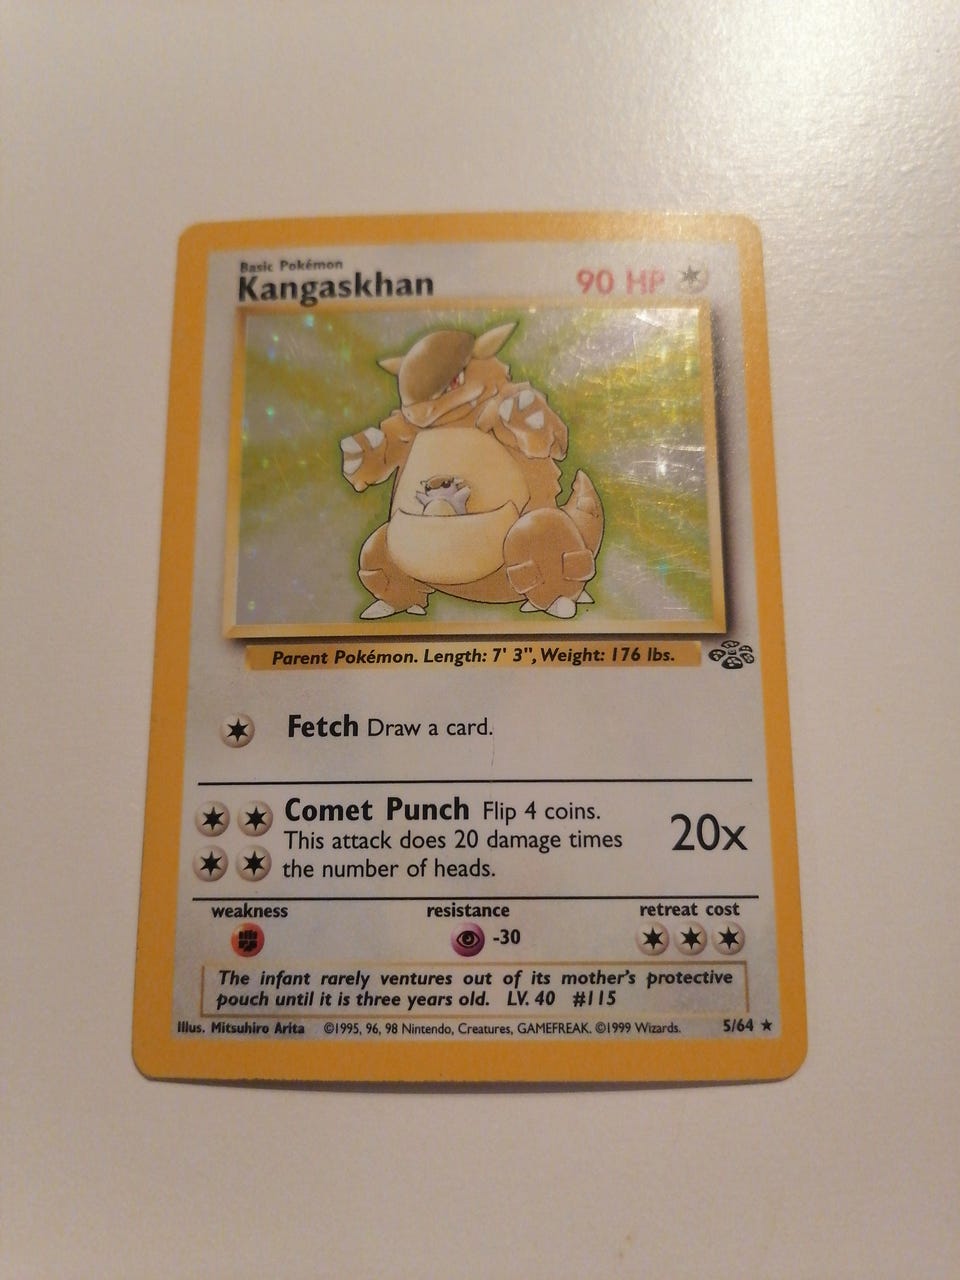 Basic Pokémon
Kangaskhan
90 HP
Parent Pokémon. Length: 7' 3", Weight: 176 lbs.
Fetch Draw a card.
Comet Punch Flip 4 coins.
This attack does 20 damage times
the number of heads.
20x
weakness
resistance
retreat cost
-30
The infant rarely ventures out of its mother's protective
pouch until it is three years old. LV. 40 #115
Illus. Mitsuhiro Arita ©1995, 96, 98 Nintendo, Creatures, GAMEFREAK. ©1999 Wizards. 5/64 ★